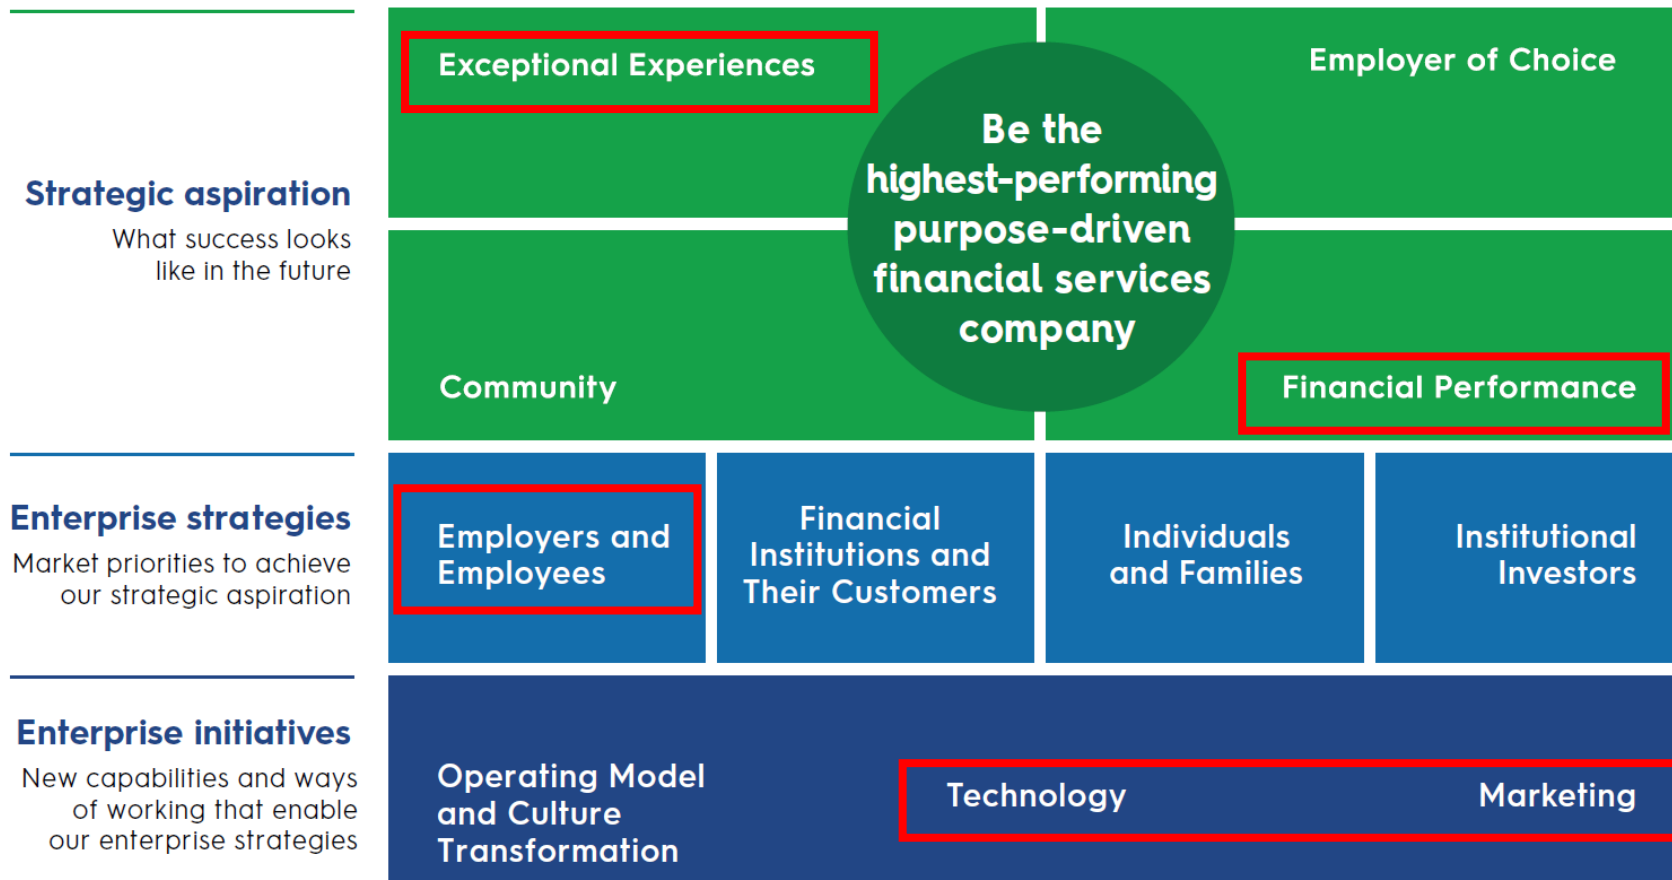 Strategic aspiration
What success looks
like in the future
Exceptional Experiences
Employer of Choice
Be the
highest-performing
purpose-driven
financial services
company
Community
Financial Performance
Enterprise strategies
Market priorities to achieve
our strategic aspiration
Employers and
Employees
Financial
Institutions and
Their Customers
Individuals
and Families
Institutional
Investors
Enterprise initiatives
New capabilities and ways
of working that enable
our enterprise strategies
Operating Model
and Culture
Transformation
Technology
Marketing